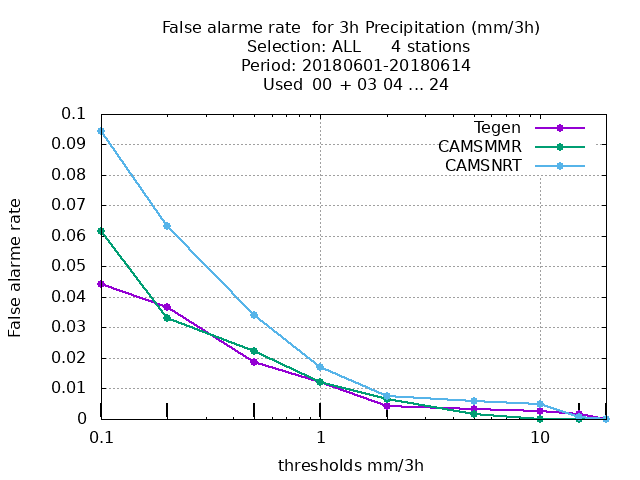 False alarme rate  for 3h Precipitation (mm/3h)
Selection: ALL      4 stations
Period: 20180601-20180614
Used  00  + 03 04 ... 24
Tegen
CAMSMMR
CAMSNRT
0.1
0.09
0.08
0.07
0.06
0.05
0.04
0.03
0.02
0.01
0
False alarme rate
0.1
1
10
thresholds mm/3h